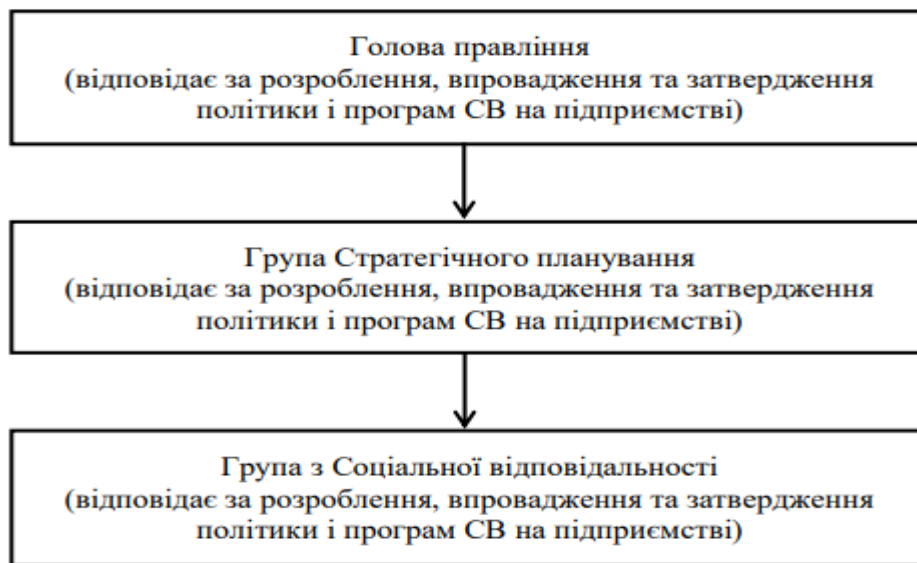 Голова правління
(відповідає за розроблення, впровадження та затвердження
політики і програм СВ на підприємстві)
Група Стратегічного планування
(відповідає за розроблення, впровадження та затвердження
політики і програм СВ на підприємстві)
Група з Соціальної відповідальності
(відповідає за розроблення, впровадження та затвердження
політики і програм СВ на підприємстві)